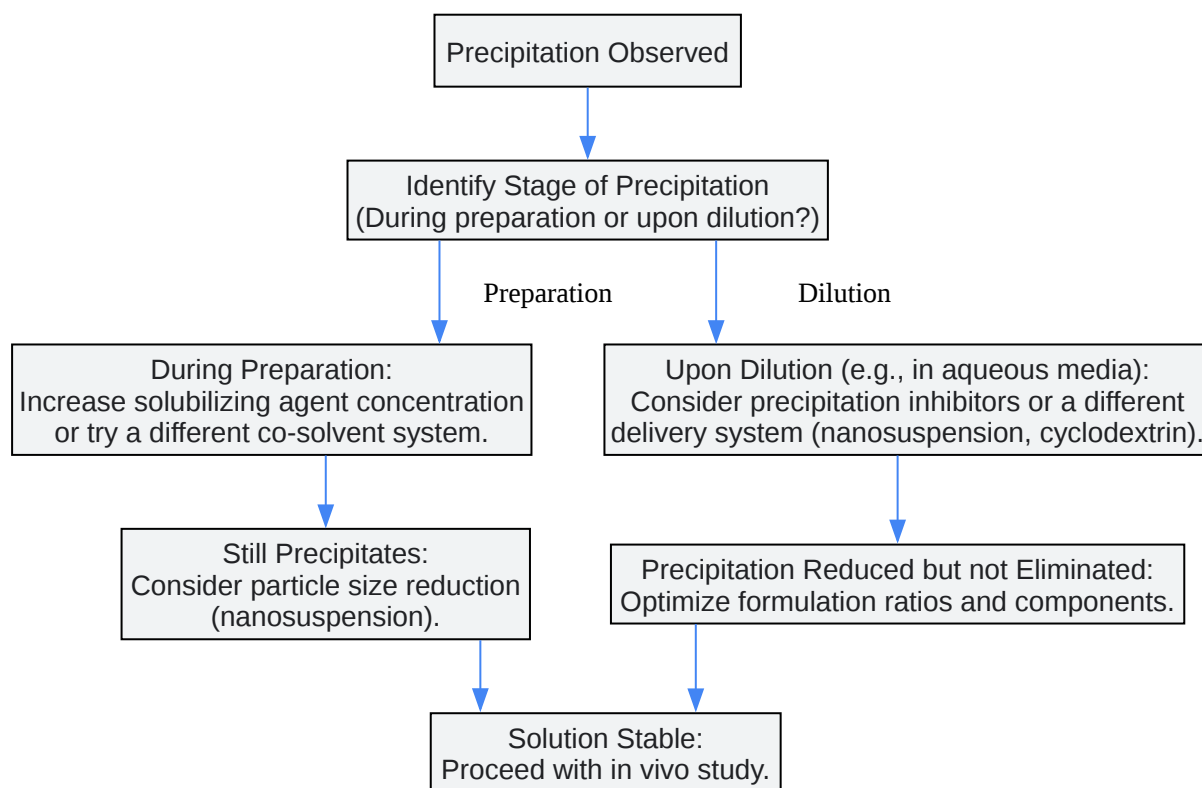 Precipitation Observed
Identify Stage of Precipitation
(During preparation or upon dilution?)
Preparation
Dilution
During Preparation:
Increase solubilizing agent concentration
or try a different co-solvent system.
Upon Dilution (e.g., in aqueous media):
Consider precipitation inhibitors or a different
delivery system (nanosuspension, cyclodextrin).
Still Precipitates:
Consider particle size reduction
(nanosuspension).
Precipitation Reduced but not Eliminated:
Optimize formulation ratios and components.
Solution Stable:
Proceed with in vivo study.